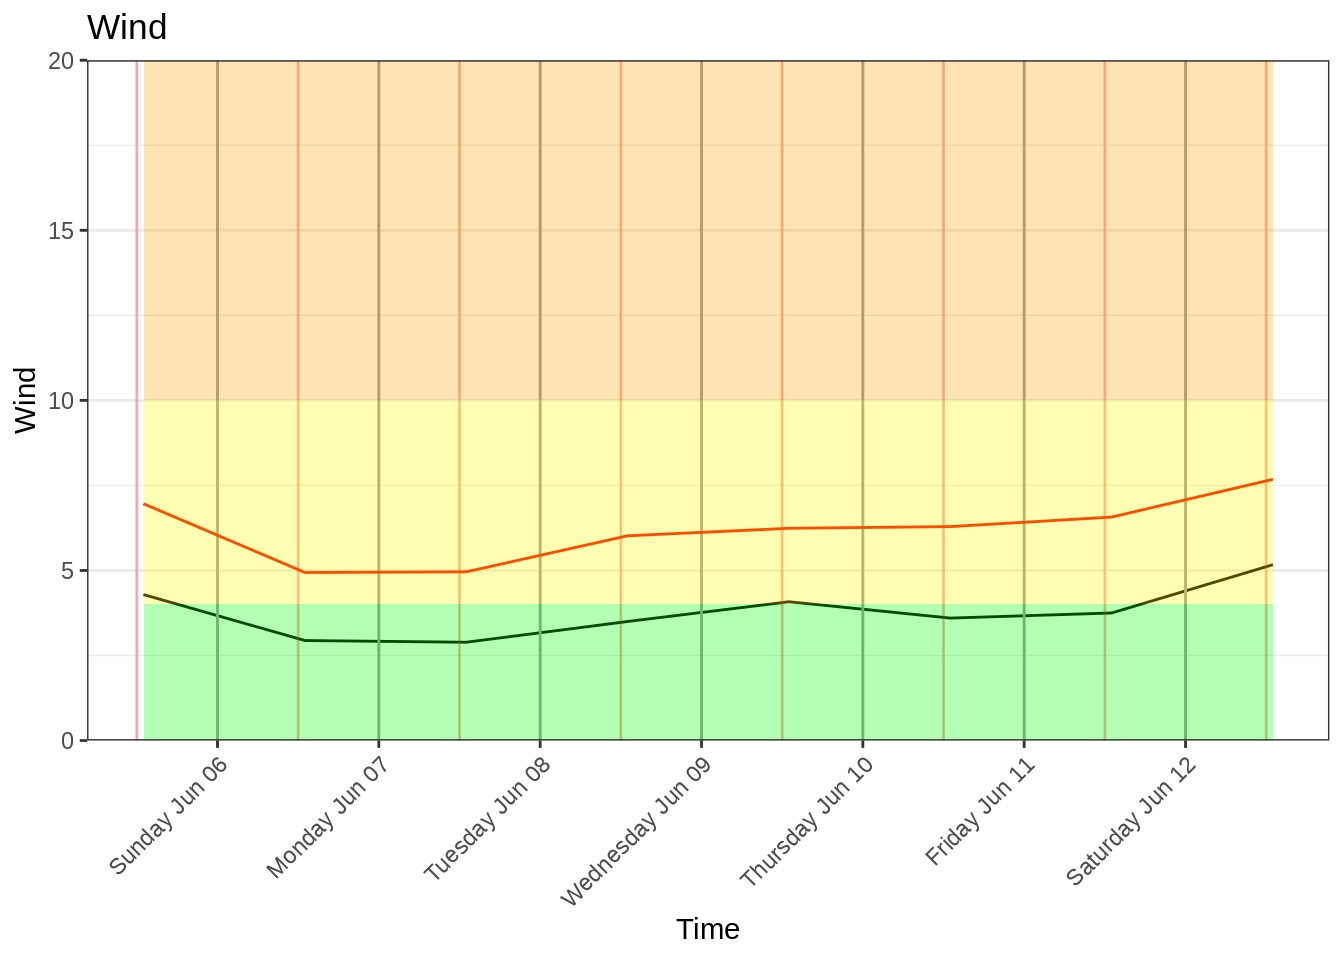 Wind
20
15
10
5
0
Wind
Sunday Jun 06
Monday Jun 07
Tuesday Jun 08
Wednesday Jun 09
Thursday Jun 10
Friday Jun 11
Saturday Jun 12
Time